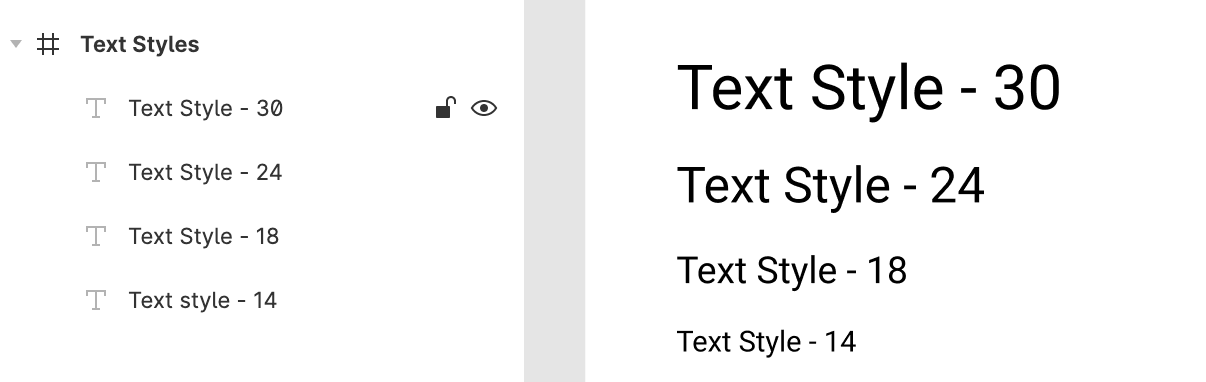 Text Styles
Text Style - 30
Text Style - 24
Text Style - 18
Text style - 14
Text Style - 30
Text Style - 24
Text Style - 18
Text Style - 14